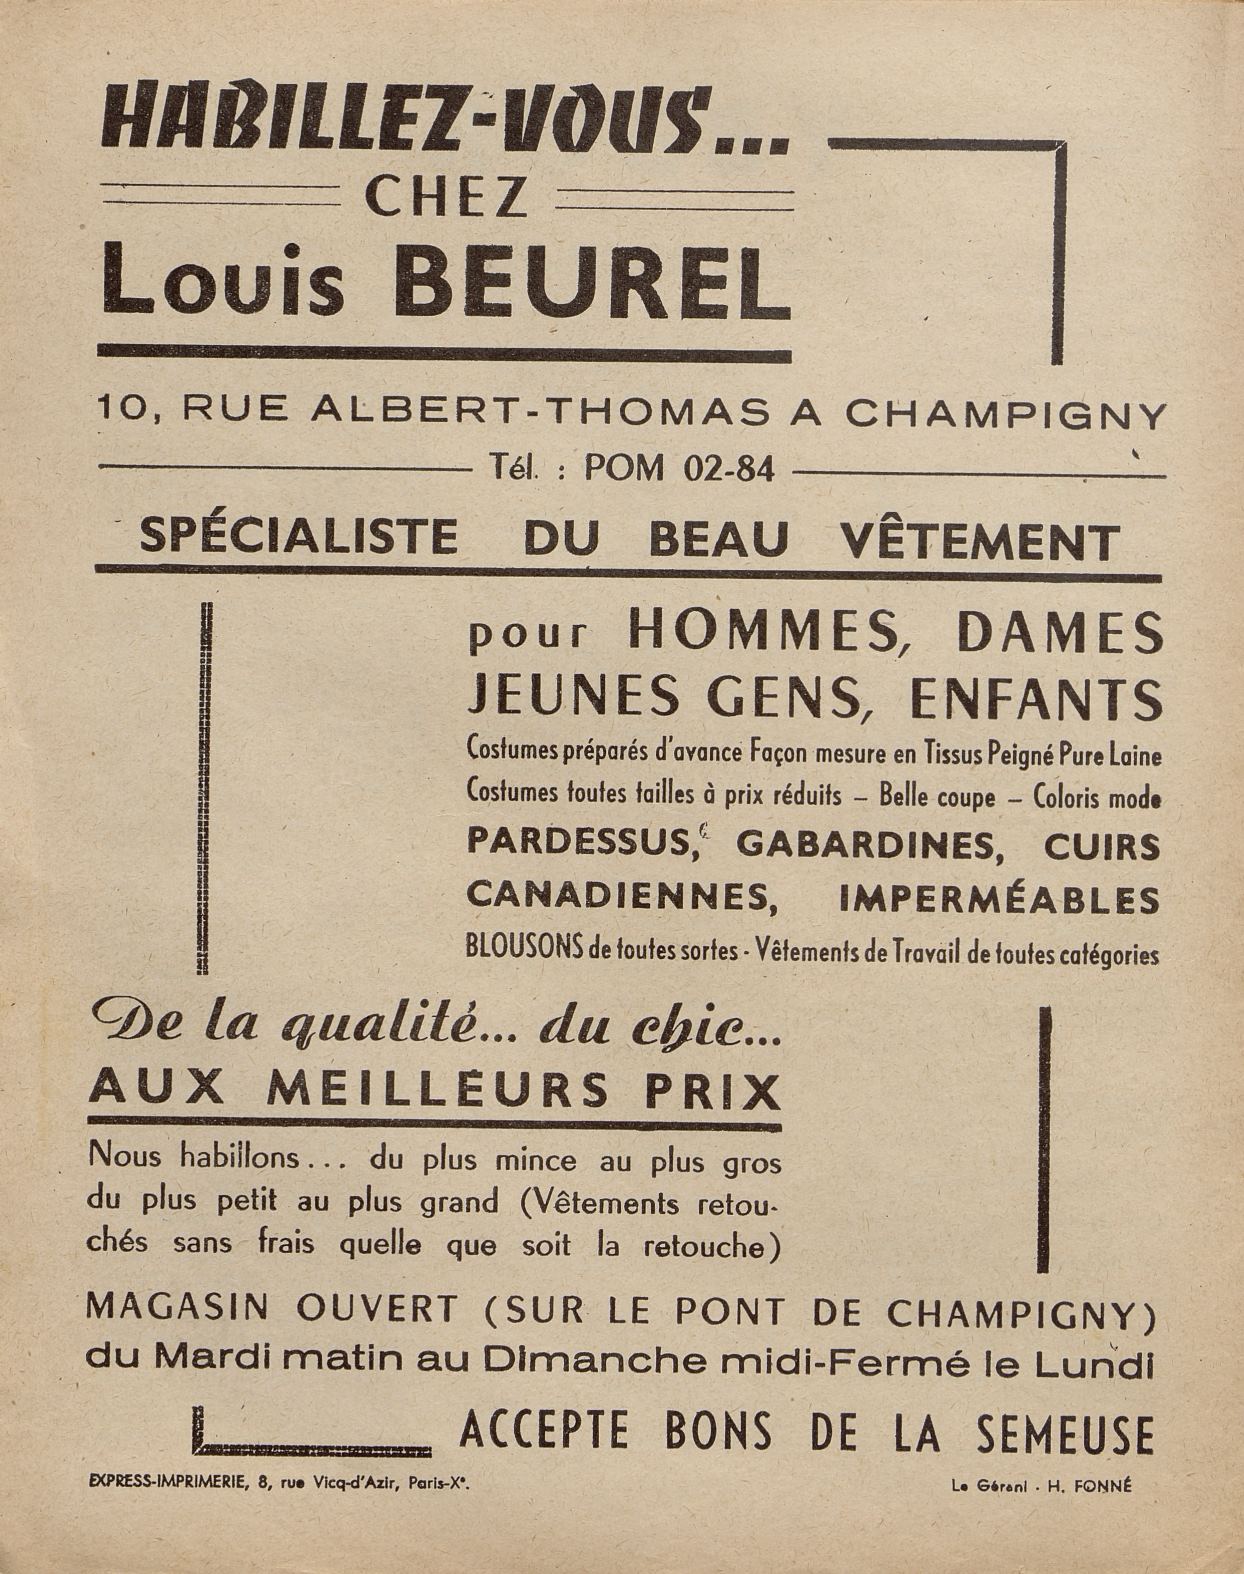 HABILLEZ-VOUS...
CHEZ
Louis BEUREL
10, RUE ALBERT-THOMAS A CHAMPIGNY
Tél. : POM 02-84
SPÉCIALISTE DU BEAU VÊTEMENT
pour HOMMES, DAMES
JEUNES GENS, ENFANTS
Costumes préparés d'avance Façon mesure en Tissus Peigné Pure Laine
Costumes toutes tailles à prix réduits – Belle coupe – Coloris mode
PARDESSUS, GABARDINES, CUIRS
CANADIENNES, IMPERMÉABLES
BLOUSONS de toutes sortes - Vêtements de Travail de toutes catégories
De la qualité... du chic...
AUX MEILLEURS PRIX
Nous habillons... du plus mince au plus gros
du plus petit au plus grand (Vêtements retou-
chés sans frais quelle que soit la retouche)
MAGASIN OUVERT (SUR LE PONT DE CHAMPIGNY)
du Mardi matin au Dimanche midi-Fermé le Lundi
ACCEPTE BONS DE LA SEMEUSE
EXPRESS-IMPRIMERIE, 8, rue Vicq-d'Azir, Paris-Xe.
Le Gérant - H. FONNÉ